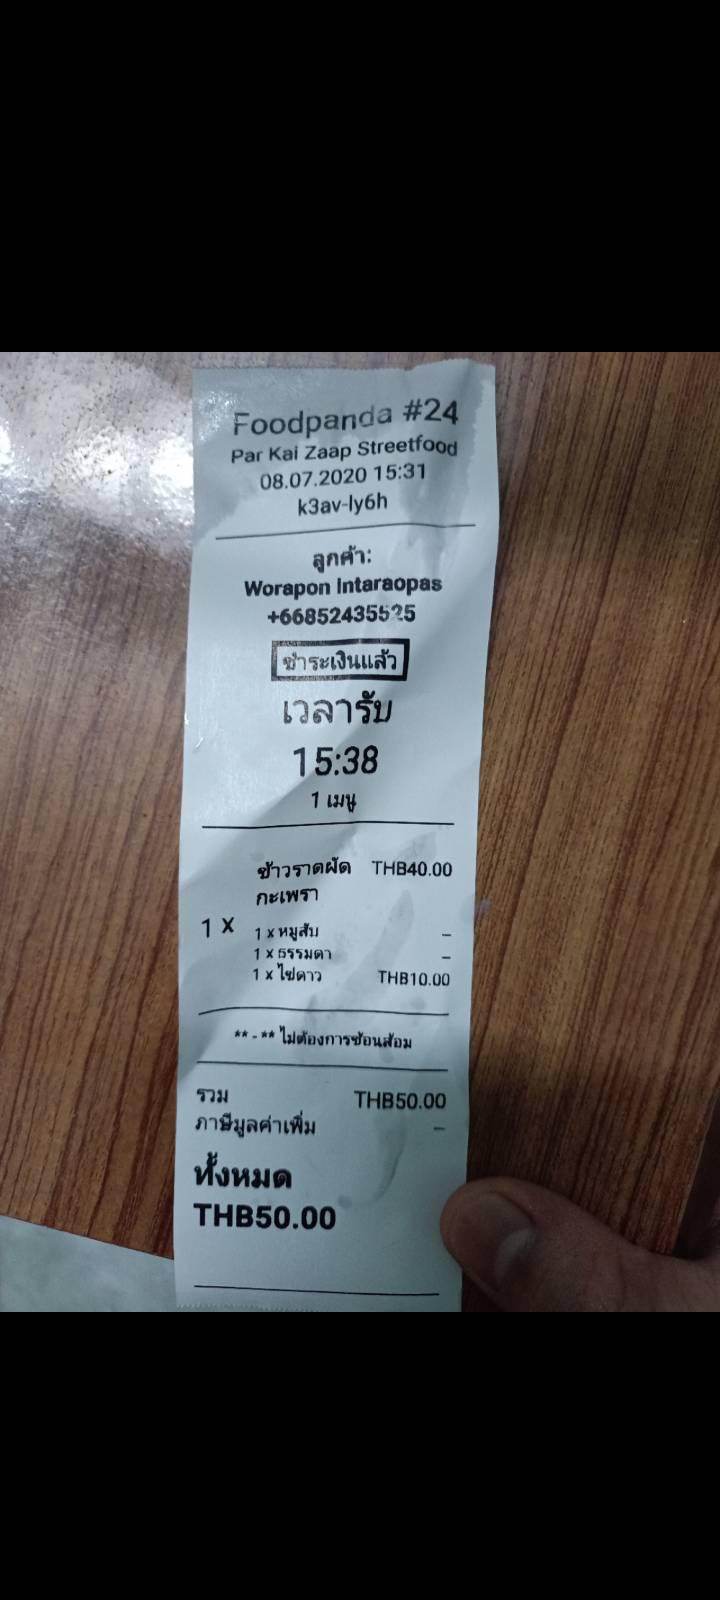 Foodpanda #24
Par Kai Zaap Streetfood
08.07.2020 15:31
k3av-ly6h
ลูกค้า:
Worapon Intaraopas
+66852435525
ชำระเงินแล้ว
เวลารับ
15:38
1 เมนู
ข้าวราดผัด THB40.00
กะเพรา
1 X
1 x หมูสับ –
1 x ธรรมดา –
1 x ไข่ดาว THB10.00
** - ** ไม่ต้องการช้อนส้อม
รวม THB50.00
ภาษีมูลค่าเพิ่ม –
ทั้งหมด
THB50.00